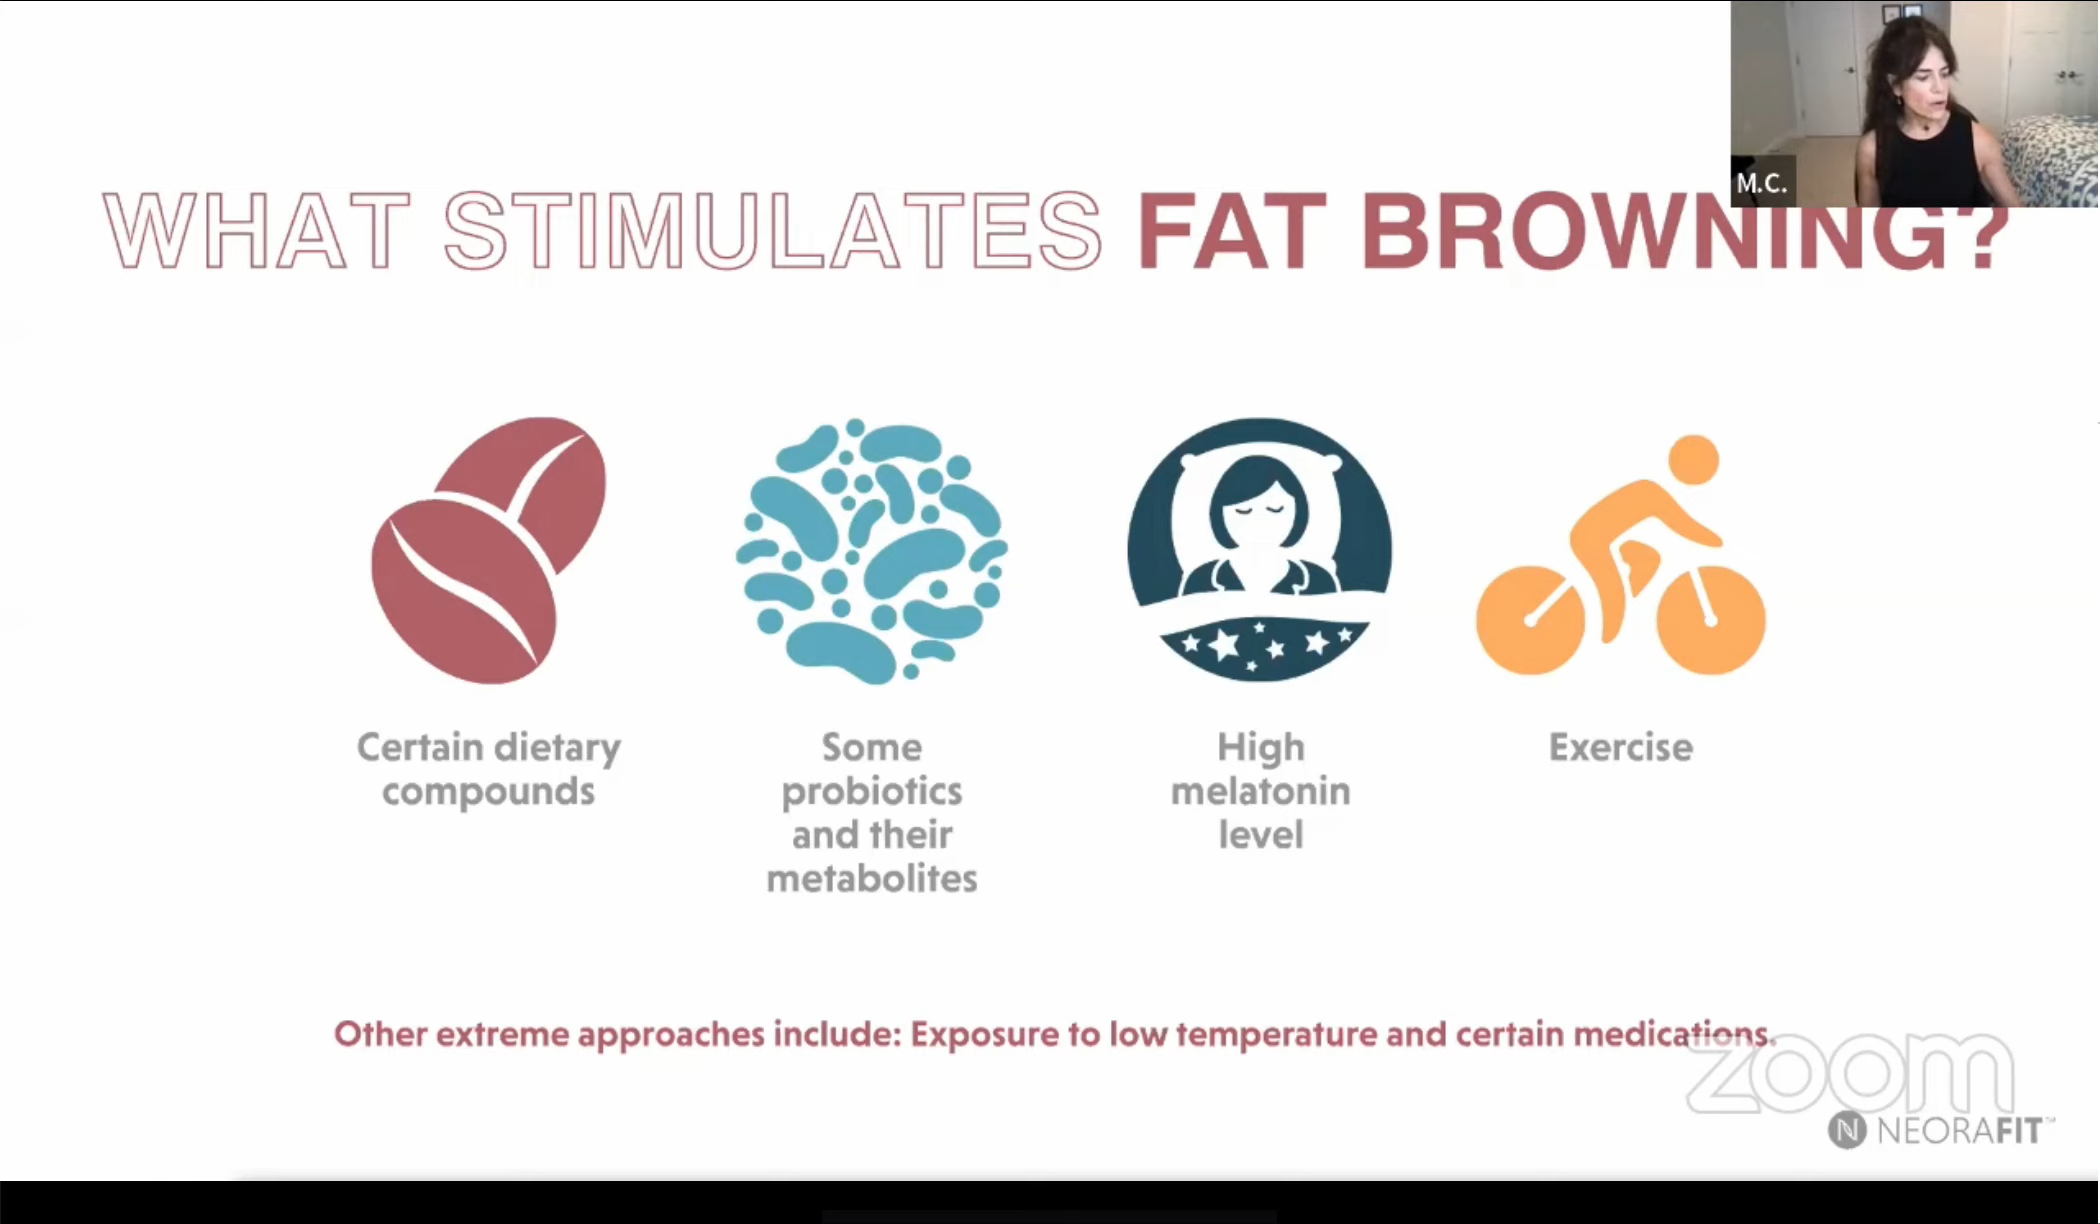 M.C.
WHAT STIMULATES FAT BROWNING?
Certain dietary
compounds
Some
probiotics
and their
metabolites
High
melatonin
level
Exercise
Other extreme approaches include: Exposure to low temperature and certain medications.
zoom
N NEORAFIT™